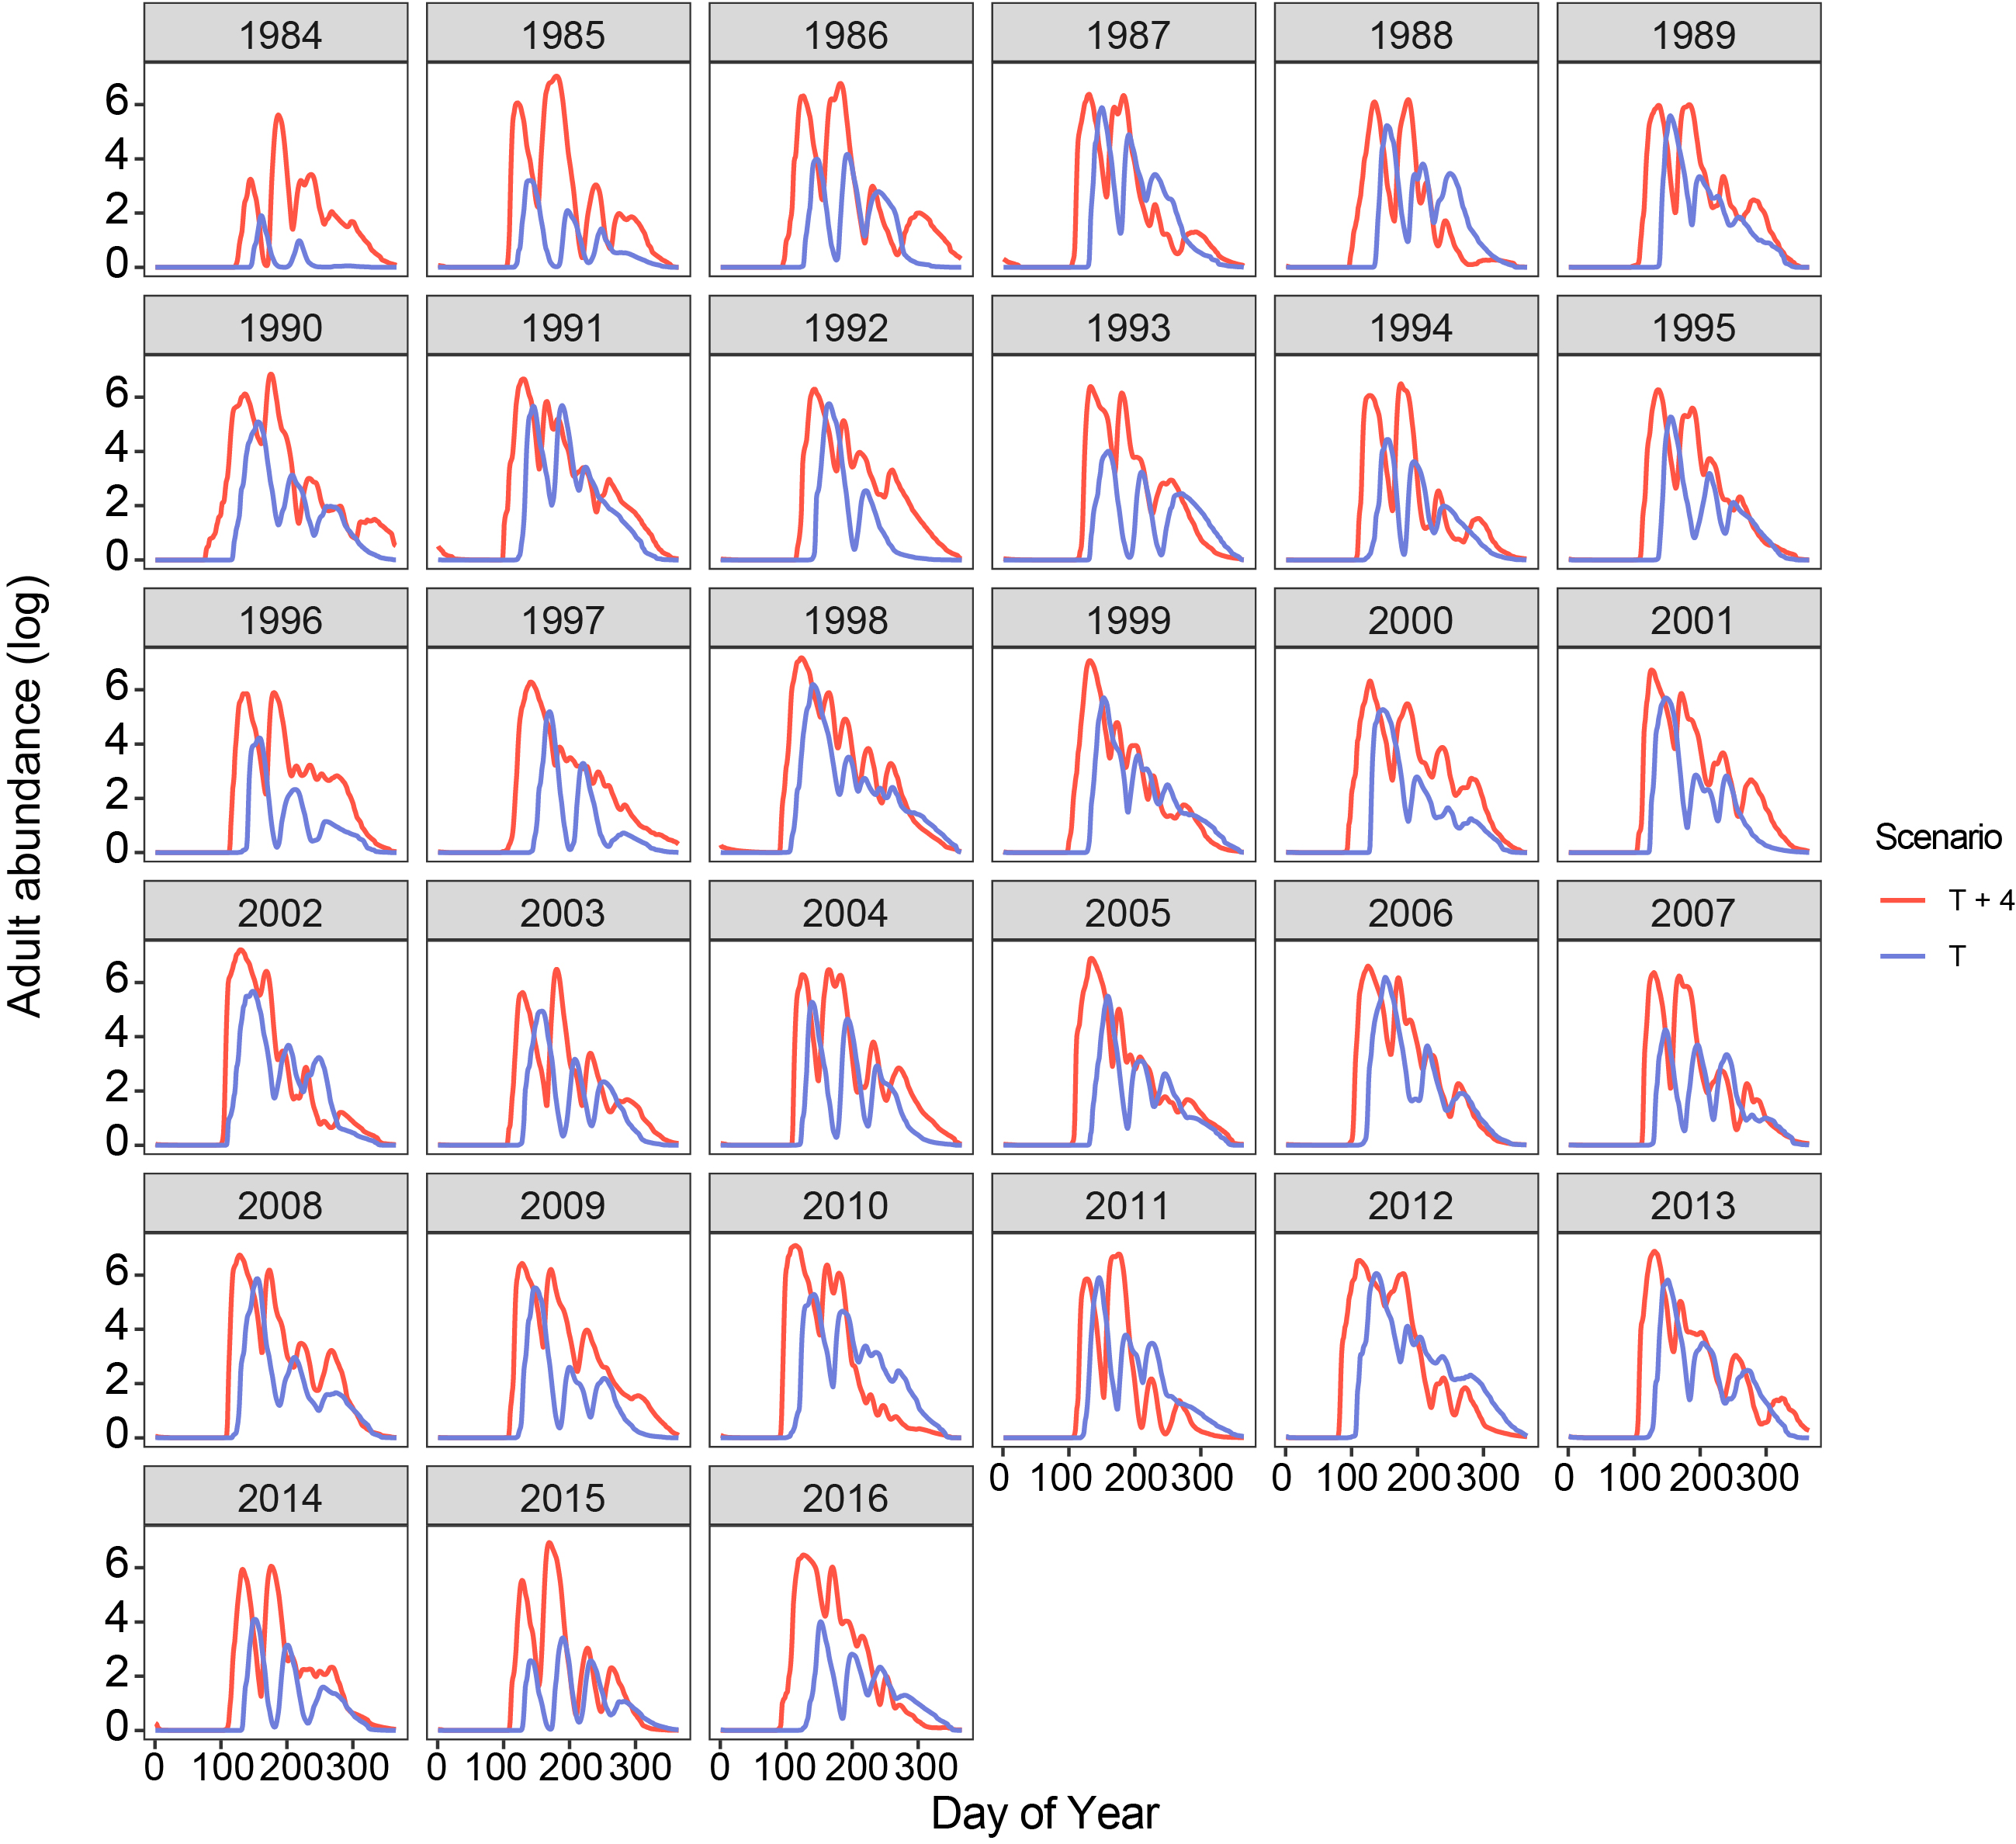 1984 1985 1986 1987 1988 1989
6
4
2
0
1990 1991 1992 1993 1994 1995
6
4
2
0
1996 1997 1998 1999 2000 2001
6
4
2
0
2002 2003 2004 2005 2006 2007
6
4
2
0
2008 2009 2010 2011 2012 2013
6
4
2
0
0 100 200 300 0 100 200 300 0 100 200 300
2014 2015 2016
6
4
2
0
0 100 200 300 0 100 200 300 0 100 200 300
Day of Year
Adult abundance (log)
Scenario
T + 4
T